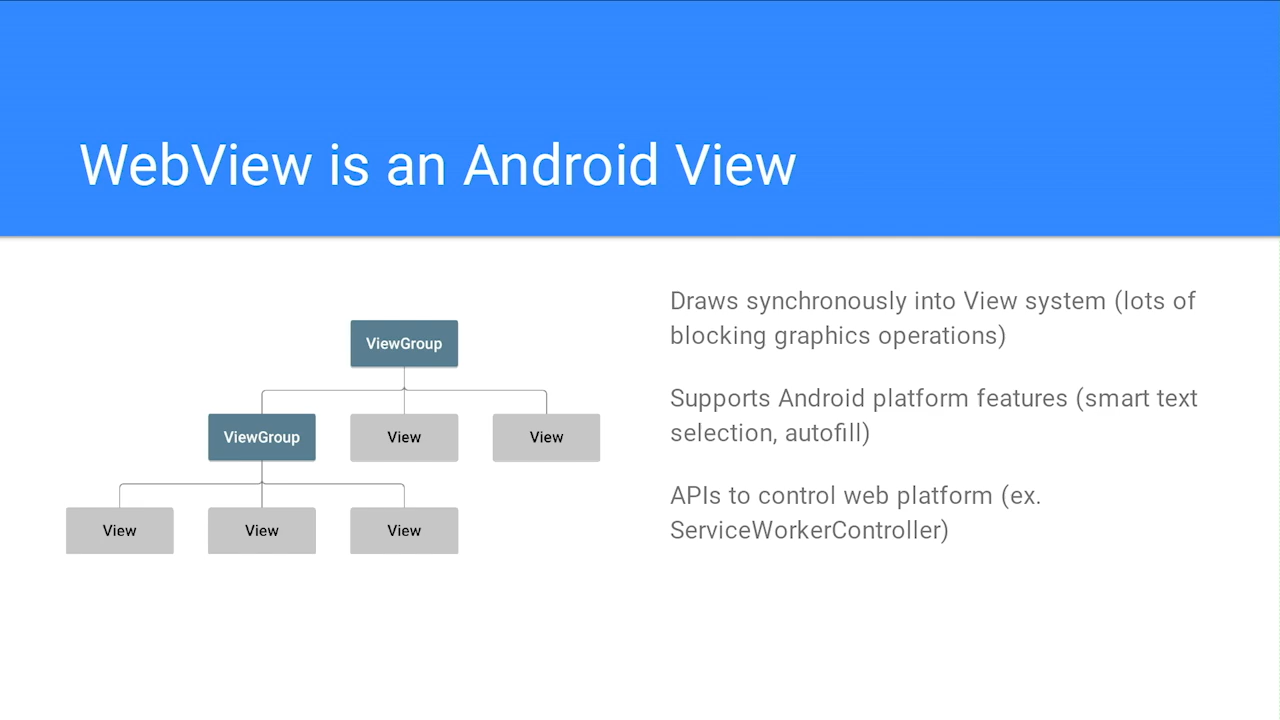 WebView is an Android View
ViewGroup
ViewGroup
View
View
View
View
View
Draws synchronously into View system (lots of
blocking graphics operations)
Supports Android platform features (smart text
selection, autofill)
APIs to control web platform (ex.
ServiceWorkerController)